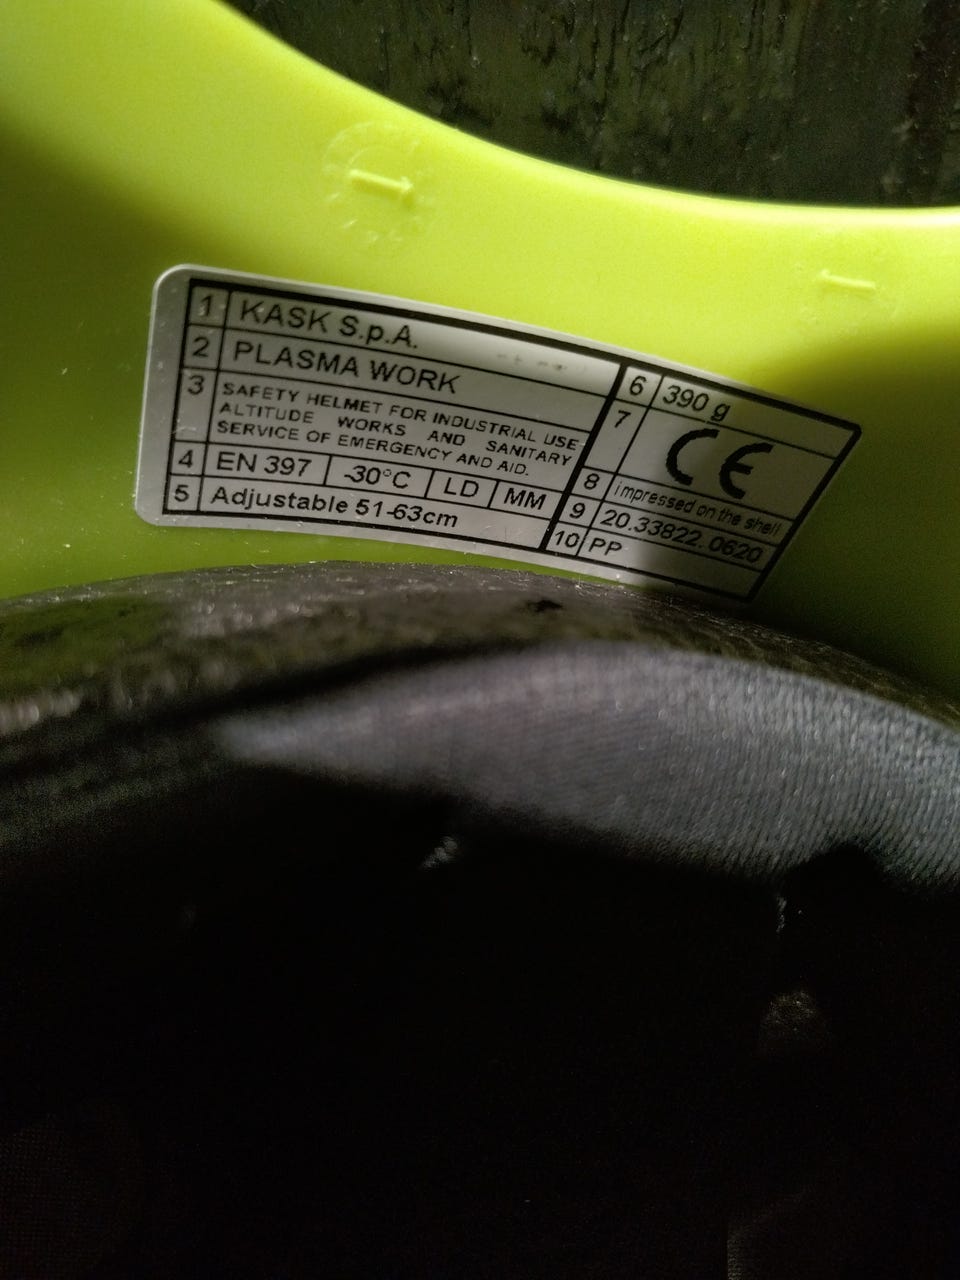 1 KASK S.p.A.
2 PLASMA WORK
3 SAFETY HELMET FOR INDUSTRIAL USE
ALTITUDE WORKS AND SANITARY
SERVICE OF EMERGENCY AND AID.
4 EN 397 -30°C LD MM
5 Adjustable 51-63cm
6 390 g
7 CE
8 impressed on the shell
9 20.33822.0620
10 PP